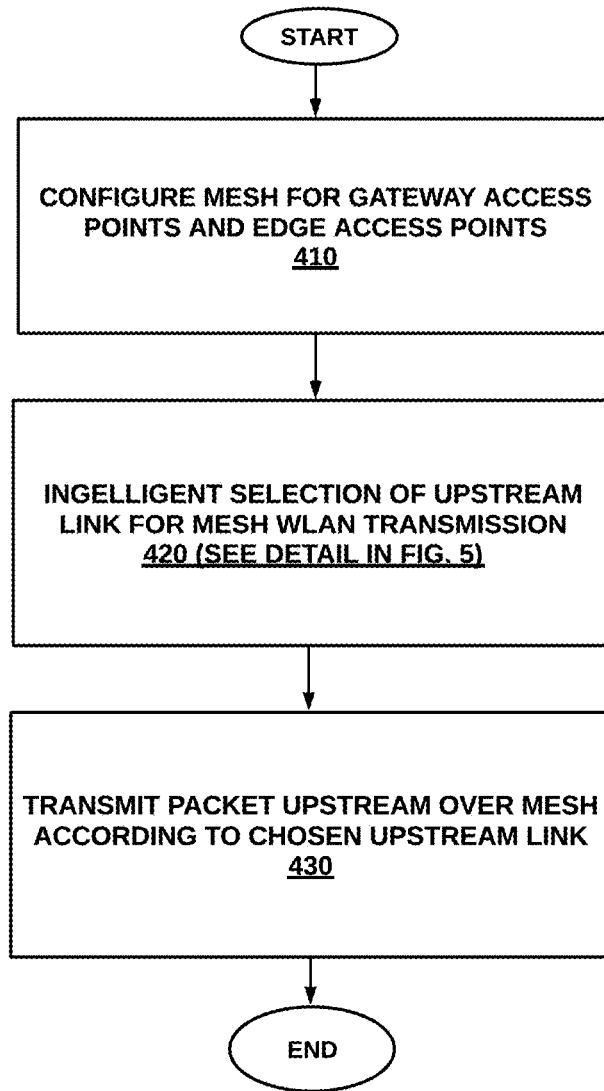 START
CONFIGURE MESH FOR GATEWAY ACCESS
POINTS AND EDGE ACCESS POINTS
410
INGELLIGENT SELECTION OF UPSTREAM
LINK FOR MESH WLAN TRANSMISSION
420 (SEE DETAIL IN FIG. 5)
TRANSMIT PACKET UPSTREAM OVER MESH
ACCORDING TO CHOSEN UPSTREAM LINK
430
END